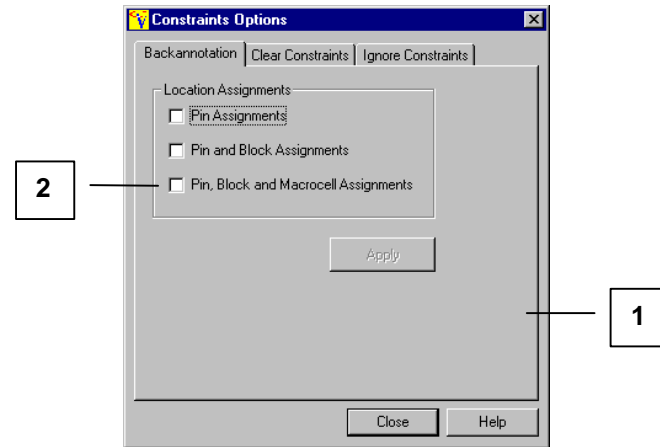 Constraints Options
Backannotation Clear Constraints Ignore Constraints
Location Assignments
Pin Assignments
Pin and Block Assignments
2
Pin, Block and Macrocell Assignments
Apply
1
Close Help